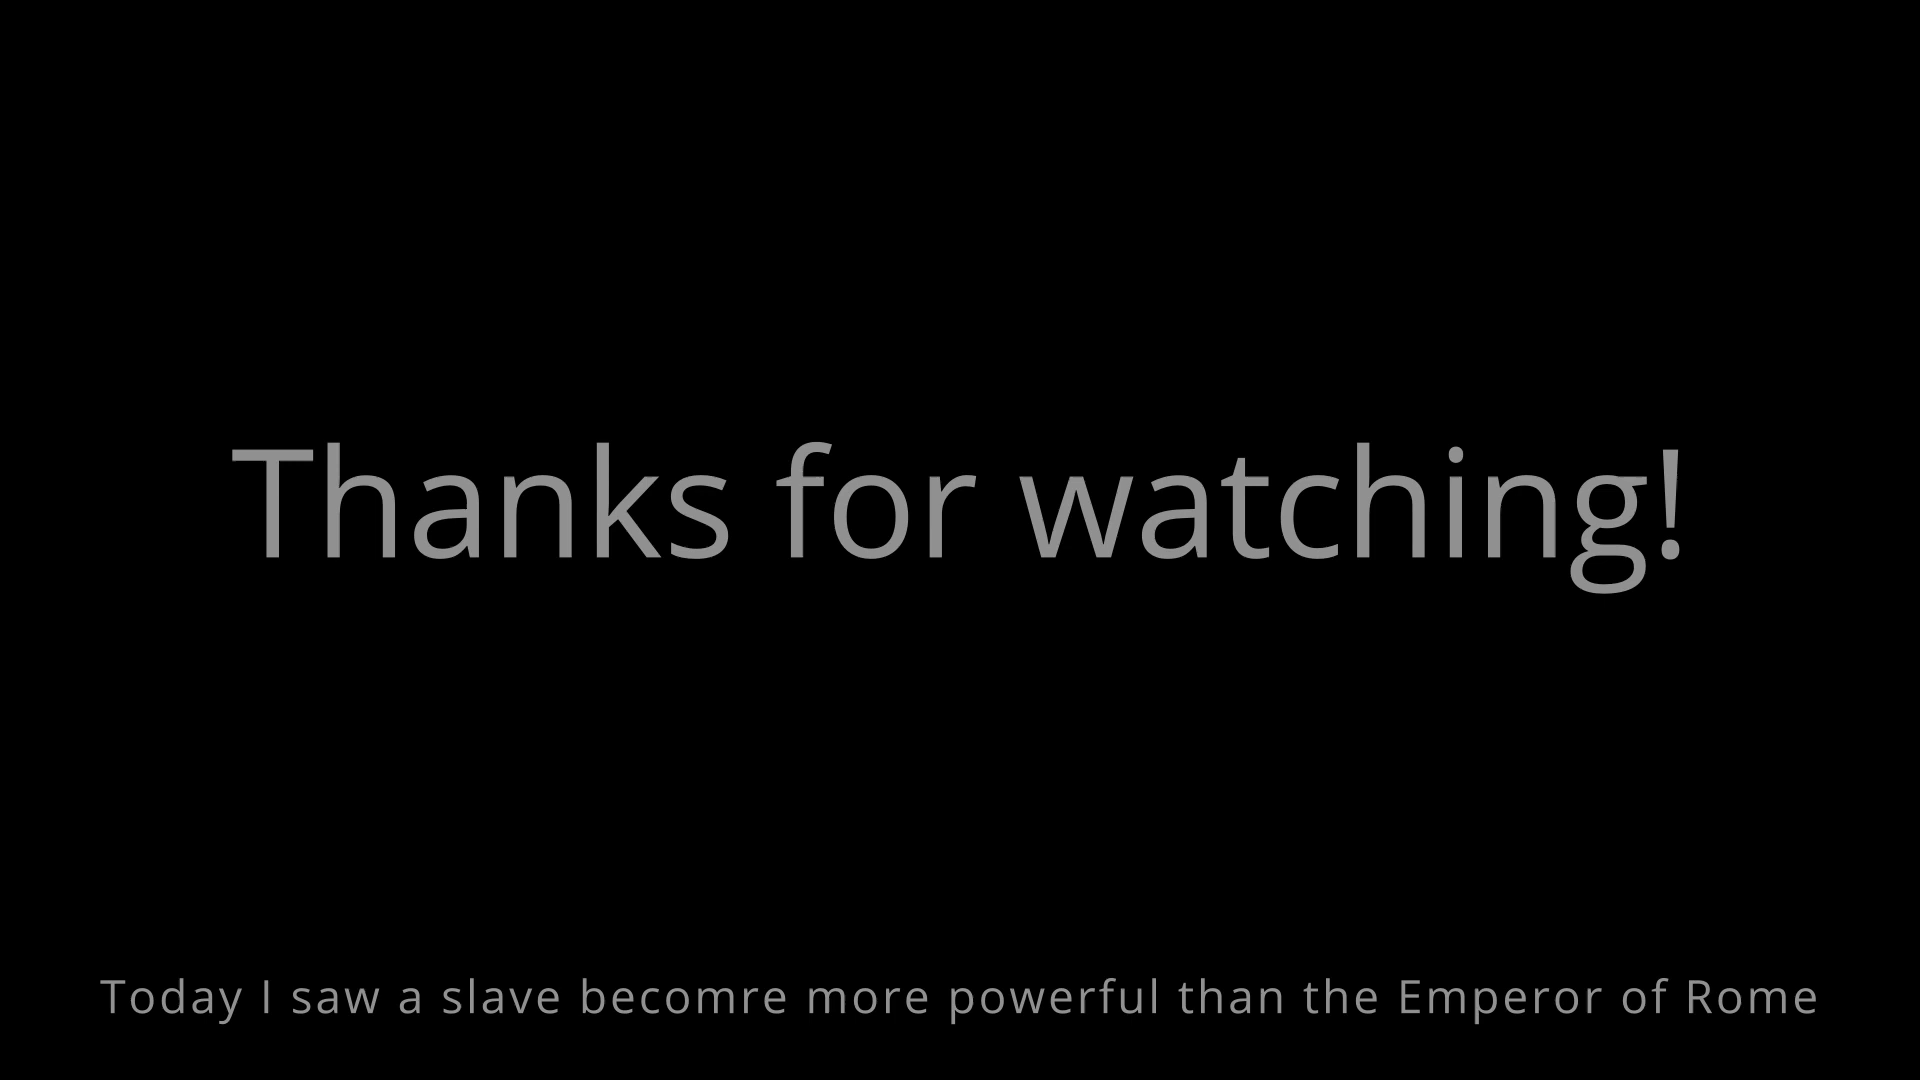 Thanks for watching!
Today I saw a slave becomre more powerful than the Emperor of Rome